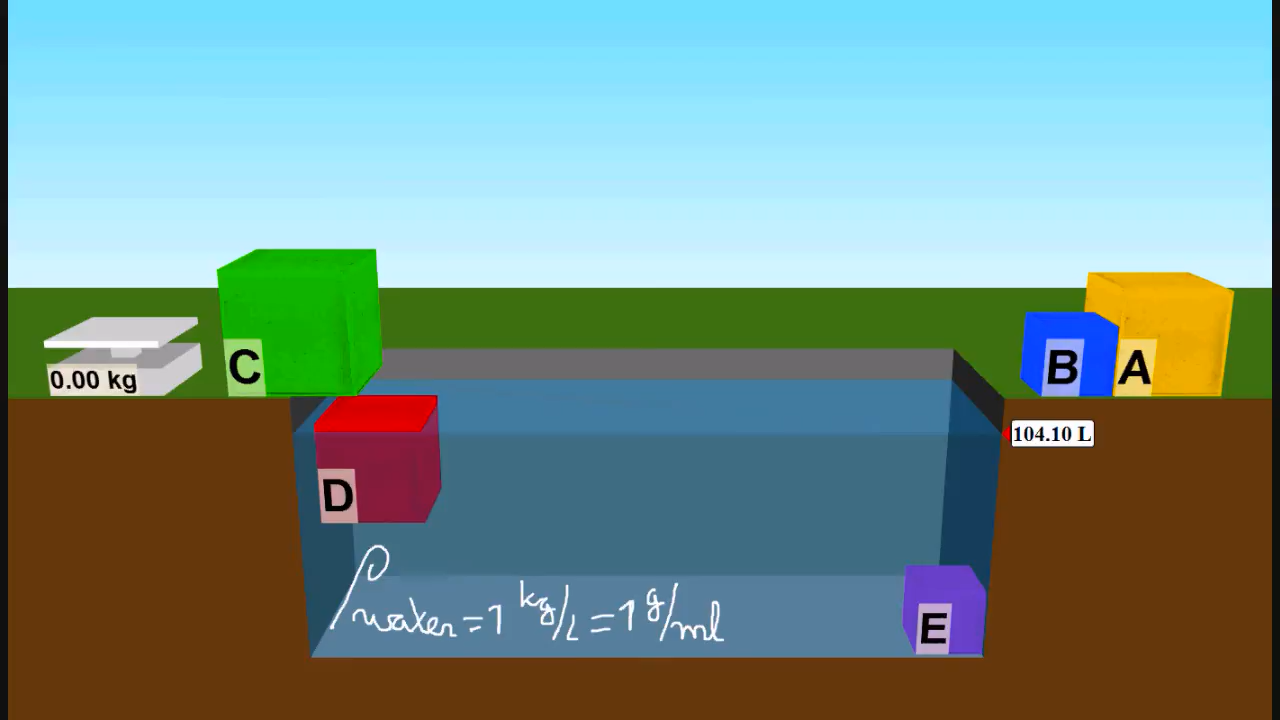 C
0.00 kg
B
A
104.10 L
D
ρwater = 1 kg/L = 1 g/ml
E